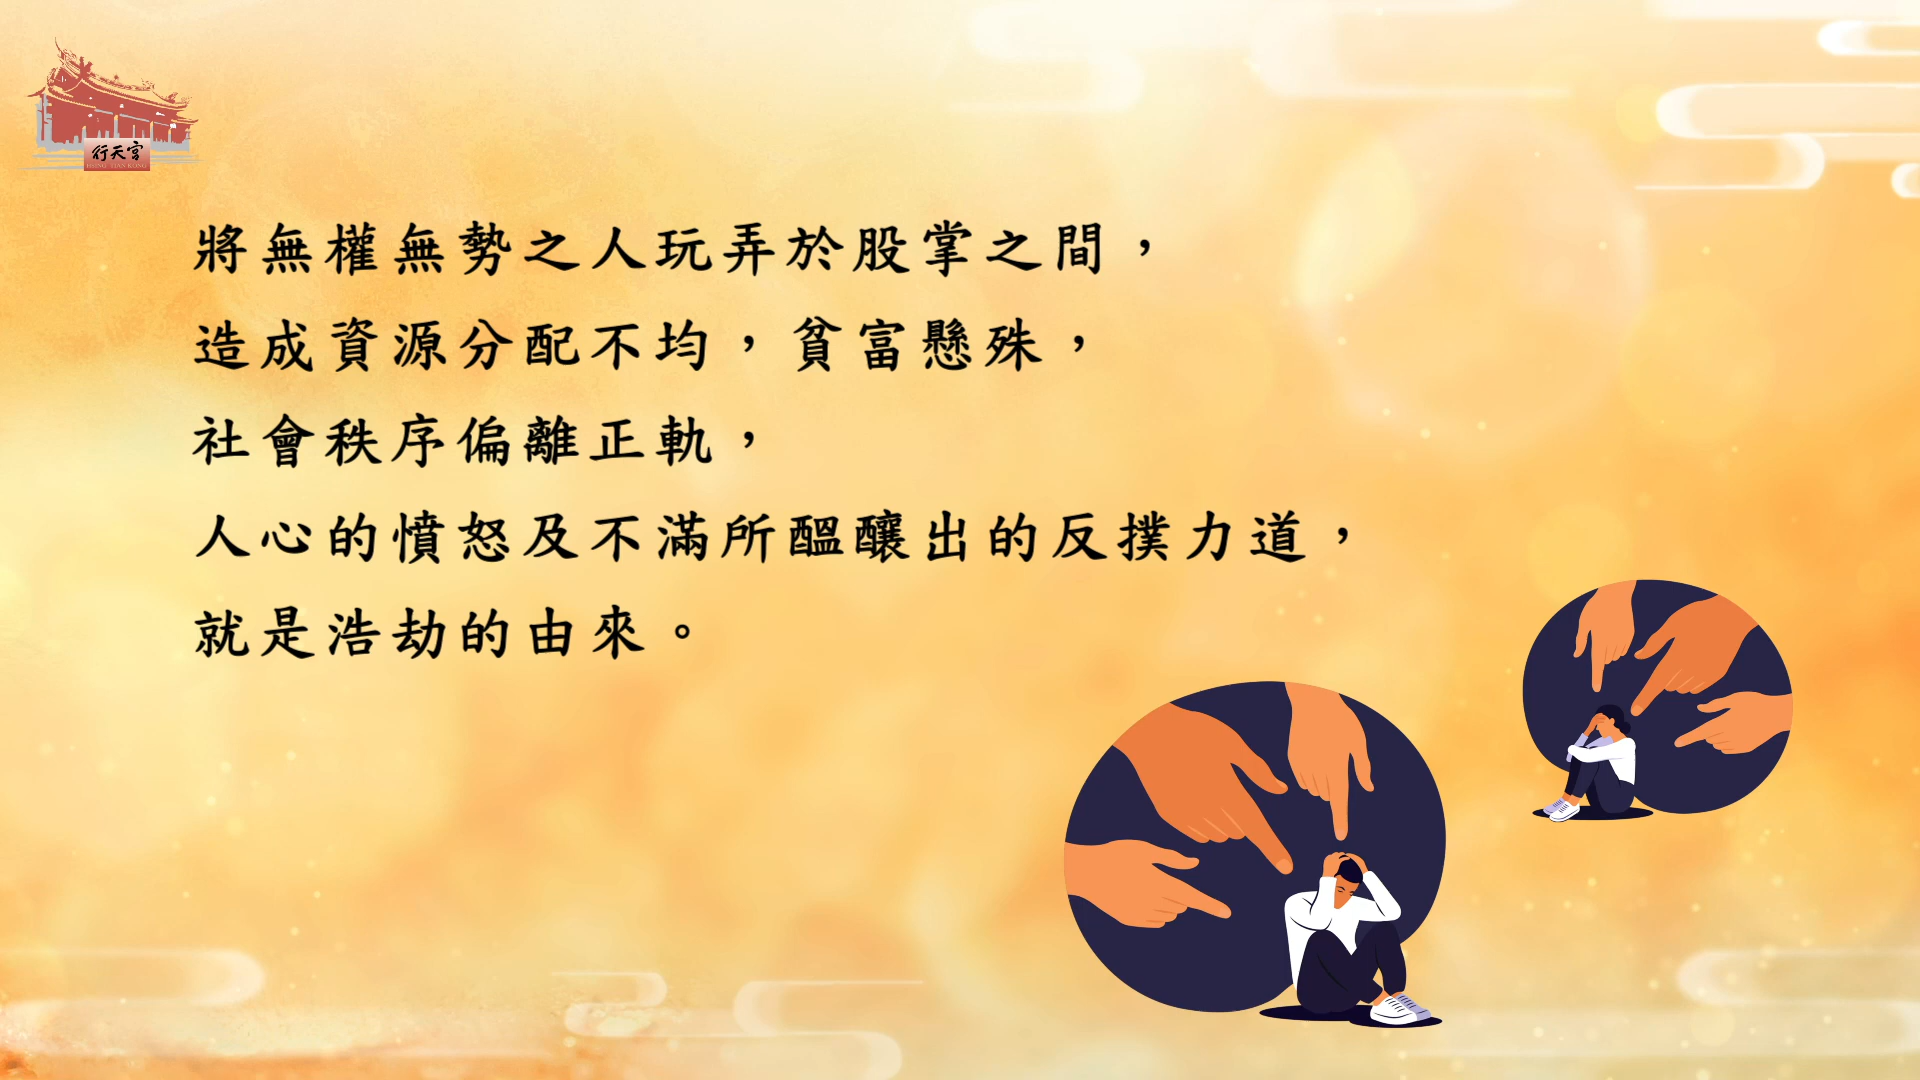 行天宮
HSING TIAN KONG
將無權無勢之人玩弄於股掌之間，
造成資源分配不均，貧富懸殊，
社會秩序偏離正軌，
人心的憤怒及不滿所醞釀出的反撲力道，
就是浩劫的由來。